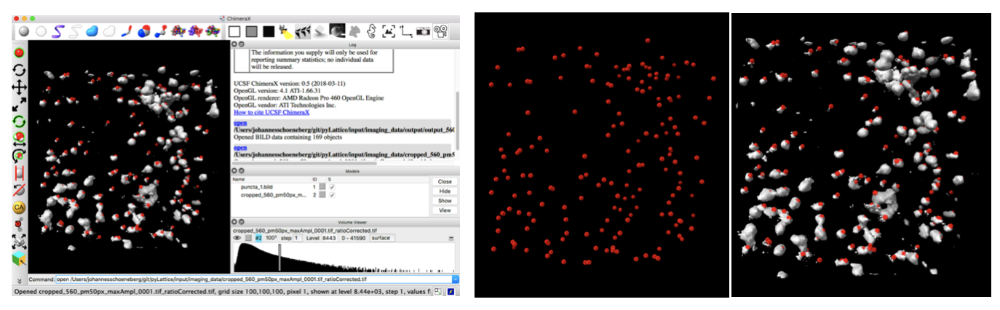 ChimeraX
Log
The information you supply will only be used for
reporting summary statistics; no individual data
will be released.
UCSF ChimeraX version: 0.5 (2018-03-11)
OpenGL version: 4.1 ATI-1.66.31
OpenGL renderer: AMD Radeon Pro 460 OpenGL Engine
OpenGL vendor: ATI Technologies Inc.
How to cite UCSF ChimeraX
open
/Users/johannesschoeneberg/git/pyLattice/input/imaging_data/output/output_560
Opened BILD data containing 169 objects
open
/Users/johannesschoeneberg/git/pyLattice/input/imaging_data/cropped_560_pm5
Models
Name ID S
puncta_1.bild 1
cropped_560_pm50px_m... 2
Close
Hide
Show
View
CA
Volume Viewer
cropped_560_pm50px_maxAmpl_0001.tif_ratioCorrected.tif
#2 100³ step 1 Level 8443 0 - 41590 surface
Command: open /Users/johannesschoeneberg/git/pyLattice/input/imaging_data/cropped_560_pm50px_maxAmpl_0001.tif_ratioCorrected.tif
Opened cropped_560_pm50px_maxAmpl_0001.tif_ratioCorrected.tif, grid size 100,100,100, pixel 1, shown at level 8.44e+03, step 1, values f